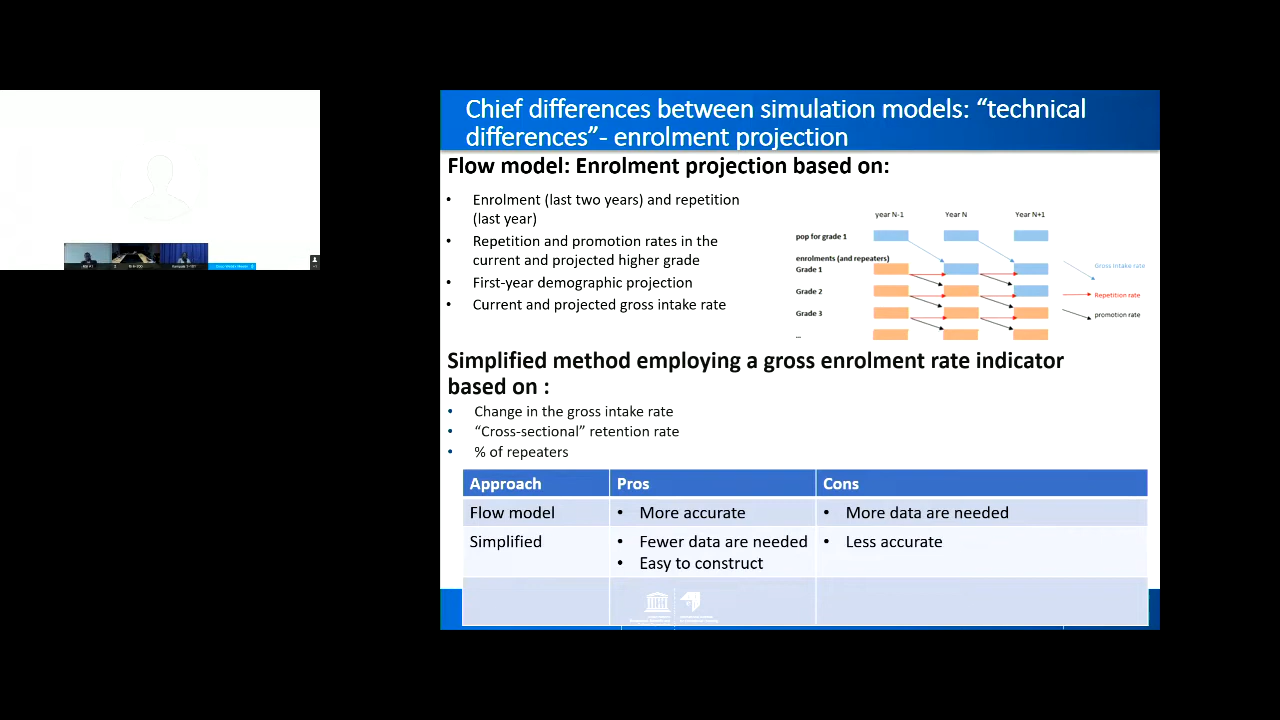 Chief differences between simulation models: “technical
differences”- enrolment projection
Flow model: Enrolment projection based on:
• Enrolment (last two years) and repetition
(last year)
• Repetition and promotion rates in the
current and projected higher grade
• First-year demographic projection
• Current and projected gross intake rate
year N-1 Year N Year N+1
pop for grade 1
enrolments (and repeaters)
Grade 1
Grade 2
Grade 3
...
Gross Intake rate
Repetition rate
promotion rate
Simplified method employing a gross enrolment rate indicator
based on :
• Change in the gross intake rate
• “Cross-sectional” retention rate
• % of repeaters
Approach Pros Cons
Flow model • More accurate • More data are needed
Simplified • Fewer data are needed • Less accurate
• Easy to construct